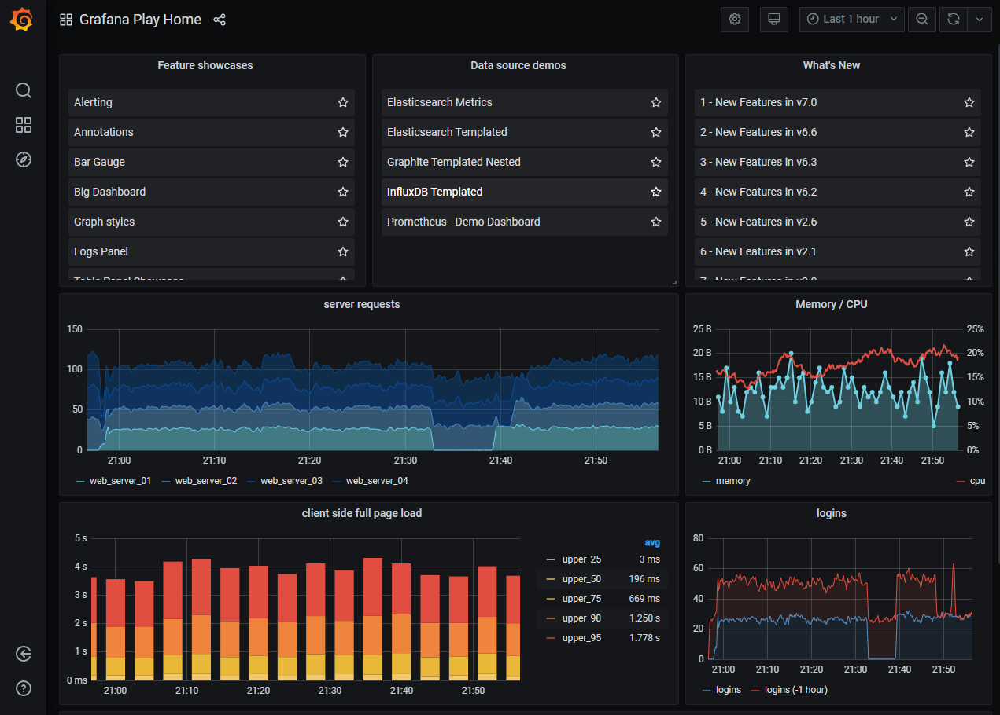 Grafana Play Home
Last 1 hour
Feature showcases
Alerting
Annotations
Bar Gauge
Big Dashboard
Graph styles
Logs Panel
Data source demos
Elasticsearch Metrics
Elasticsearch Templated
Graphite Templated Nested
InfluxDB Templated
Prometheus - Demo Dashboard
What's New
1 - New Features in v7.0
2 - New Features in v6.6
3 - New Features in v6.3
4 - New Features in v6.2
5 - New Features in v2.6
6 - New Features in v2.1
server requests
150
100
50
0
21:00 21:10 21:20 21:30 21:40 21:50
web_server_01 web_server_02 web_server_03 web_server_04
Memory / CPU
25 B 25%
20 B 20%
15 B 15%
10 B 10%
5 B 5%
0 B 0%
21:00 21:10 21:20 21:30 21:40 21:50
memory cpu
client side full page load
5 s
4 s
3 s
2 s
1 s
0 ms
21:00 21:10 21:20 21:30 21:40 21:50
avg
upper_25 3 ms
upper_50 196 ms
upper_75 669 ms
upper_90 1.250 s
upper_95 1.778 s
logins
80
60
40
20
0
21:00 21:10 21:20 21:30 21:40 21:50
logins logins (-1 hour)